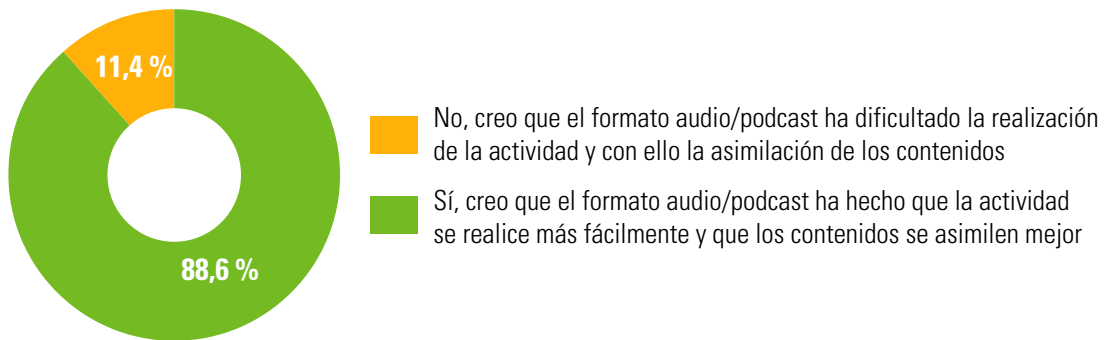 11,4 %
88,6 %
No, creo que el formato audio/podcast ha dificultado la realización
de la actividad y con ello la asimilación de los contenidos
Sí, creo que el formato audio/podcast ha hecho que la actividad
se realice más fácilmente y que los contenidos se asimilen mejor